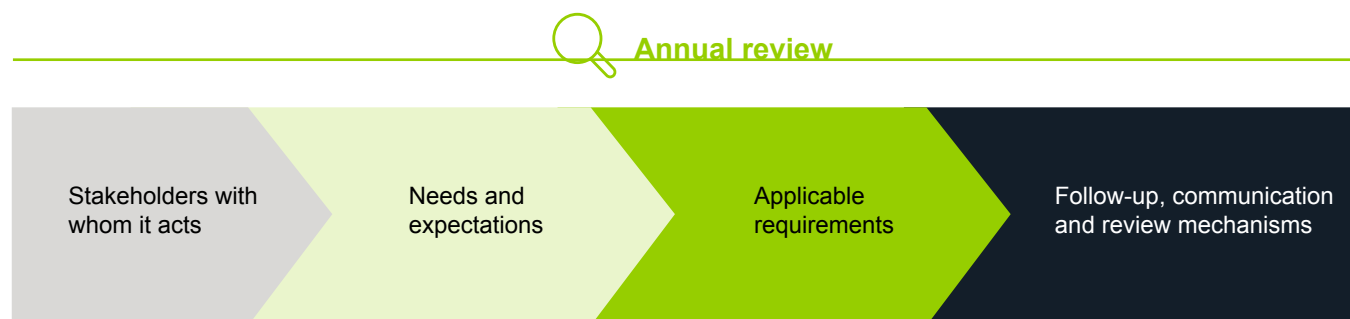 Annual review
Stakeholders with
whom it acts
Needs and
expectations
Applicable
requirements
Follow-up, communication
and review mechanisms